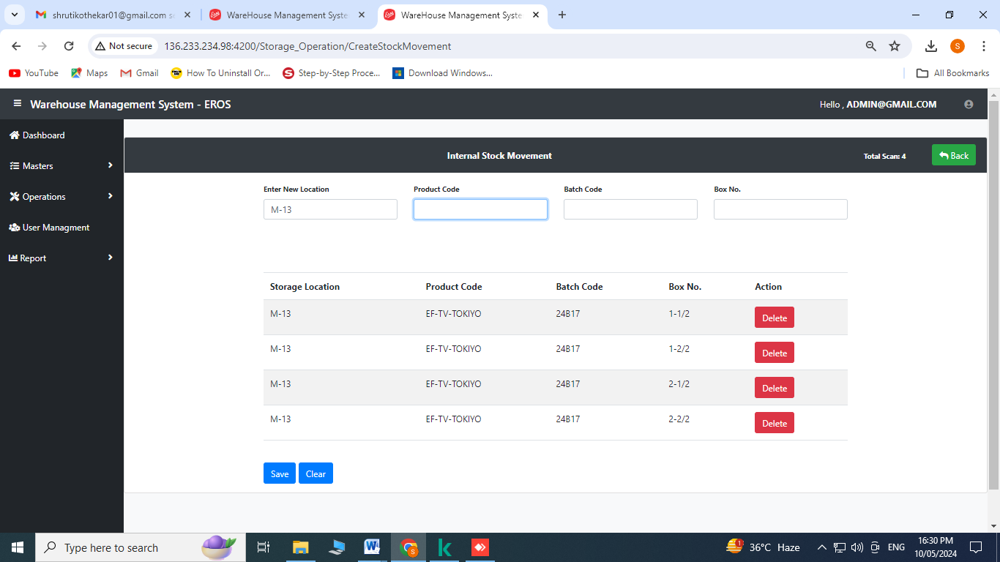 shrutikothekar01@gmail.com se
WareHouse Management Syste
WareHouse Management Syste
Not secure
136.233.234.98:4200/Storage_Operation/CreateStockMovement
S
YouTube
Maps
Gmail
How To Uninstall Or...
Step-by-Step Proce...
Download Windows...
All Bookmarks
Warehouse Management System - EROS
Hello , ADMIN@GMAIL.COM
Dashboard
Masters
Operations
User Managment
Report
Internal Stock Movement
Total Scan: 4
Back
Enter New Location Product Code Batch Code Box No.
M-13
Storage Location Product Code Batch Code Box No. Action
M-13 EF-TV-TOKIYO 24B17 1-1/2 Delete
M-13 EF-TV-TOKIYO 24B17 1-2/2 Delete
M-13 EF-TV-TOKIYO 24B17 2-1/2 Delete
M-13 EF-TV-TOKIYO 24B17 2-2/2 Delete
Save Clear
Type here to search
1
36°C Haze
ENG
16:30 PM
10/05/2024